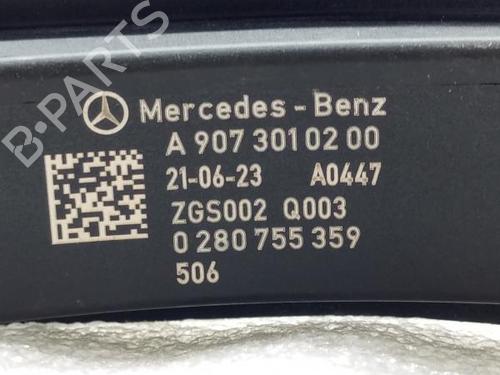 B-PARTS
Mercedes-Benz
A 907 301 02 00
21-06-23 A0447
ZGS002 Q003
0 280 755 359
506